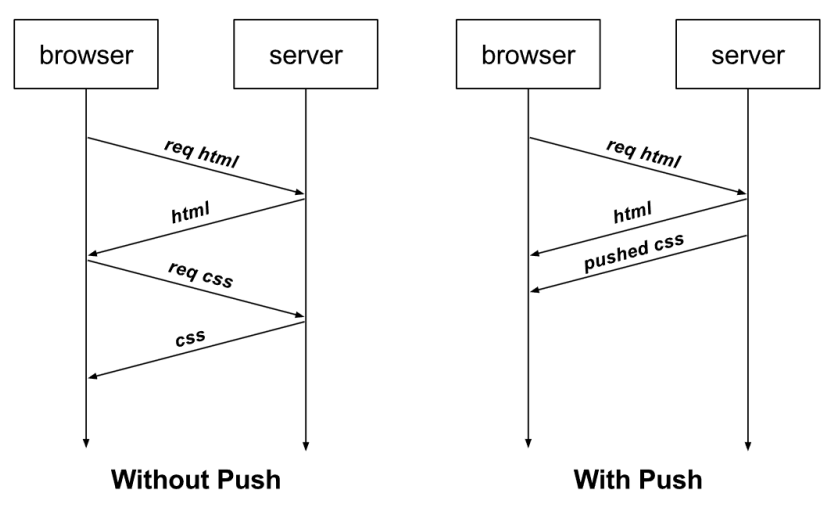 browser
server
req html
html
req css
css
Without Push
browser
server
req html
html
pushed css
With Push